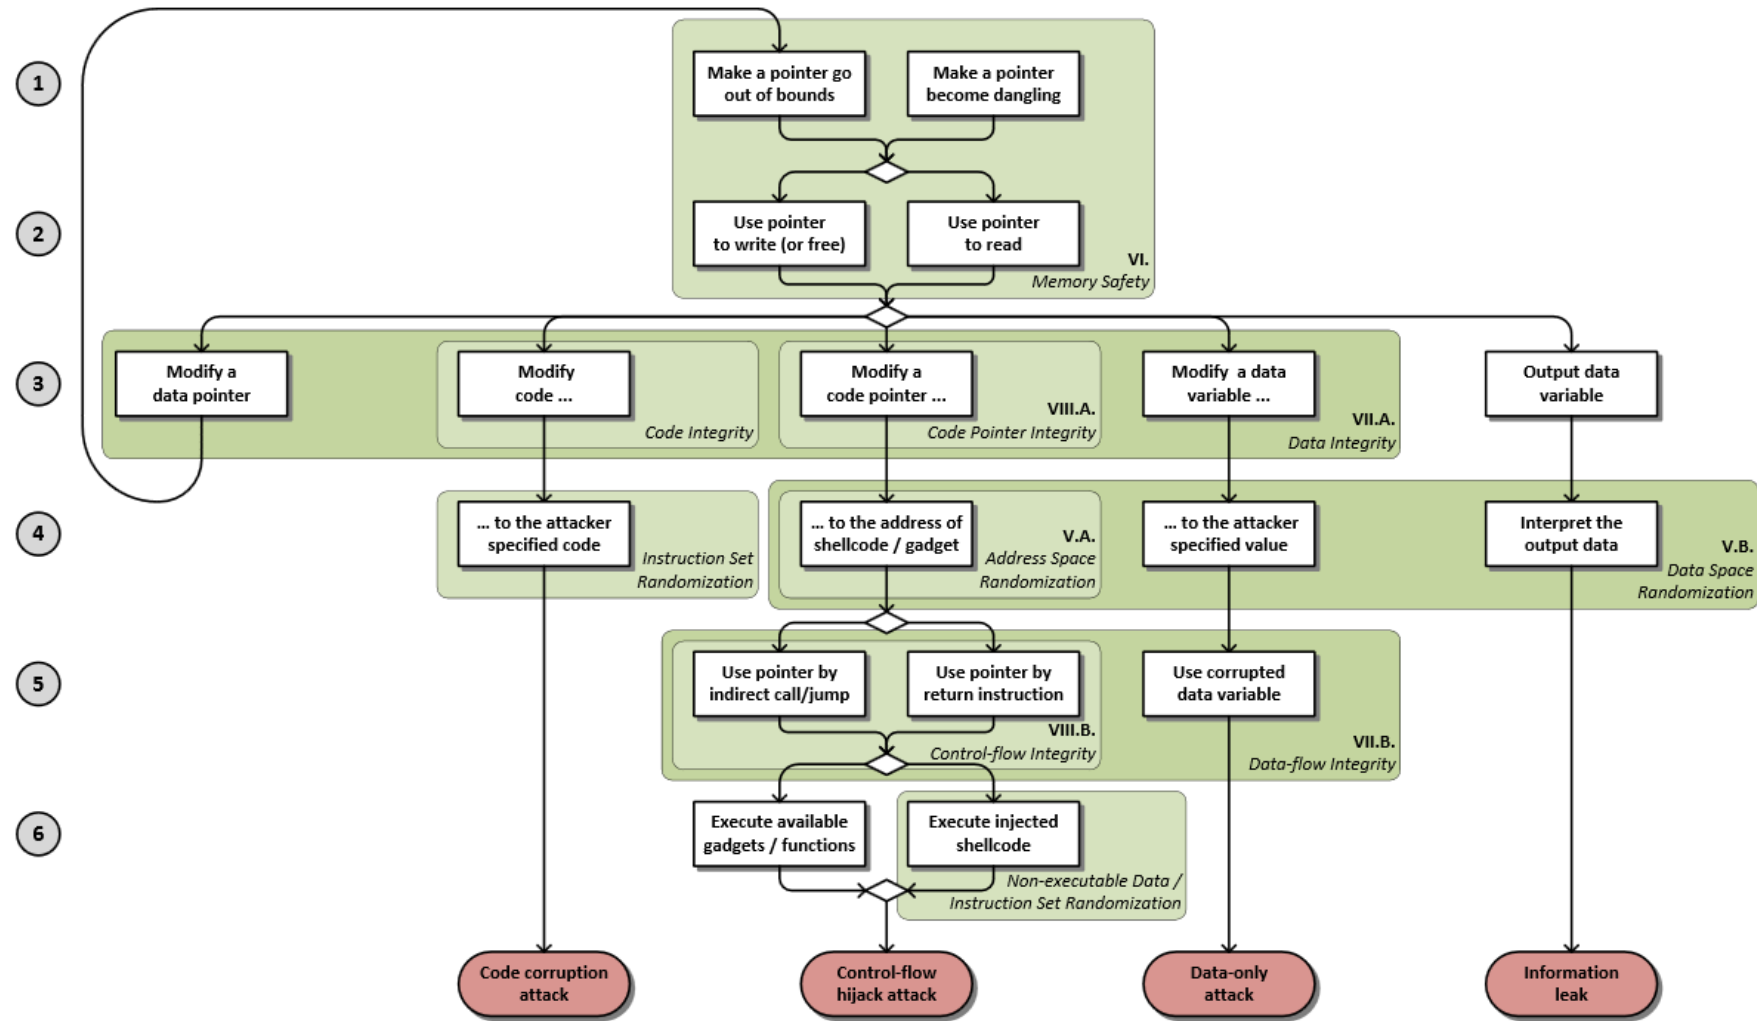 1
Make a pointer go
out of bounds
Make a pointer
become dangling
2
Use pointer
to write (or free)
Use pointer
to read
VI.
Memory Safety
3
Modify a
data pointer
Modify
code ...
Code Integrity
Modify a
code pointer ...
VIII.A.
Code Pointer Integrity
Modify a data
variable ...
VII.A.
Data Integrity
Output data
variable
4
... to the attacker
specified code
Instruction Set
Randomization
... to the address of
shellcode / gadget
V.A.
Address Space
Randomization
... to the attacker
specified value
Interpret the
output data
V.B.
Data Space
Randomization
5
Use pointer by
indirect call/jump
Use pointer by
return instruction
VIII.B.
Control-flow Integrity
Use corrupted
data variable
VII.B.
Data-flow Integrity
6
Execute available
gadgets / functions
Execute injected
shellcode
Non-executable Data /
Instruction Set Randomization
Code corruption
attack
Control-flow
hijack attack
Data-only
attack
Information
leak